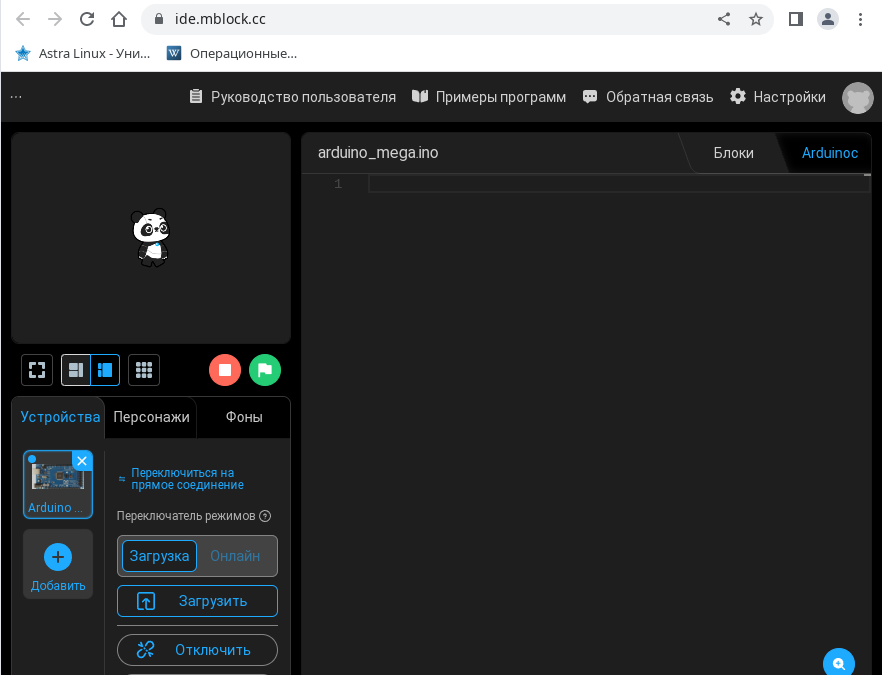 ide.mblock.cc
Astra Linux - Уни...
W Операционные...
... Руководство пользователя Примеры программ Обратная связь Настройки
arduino_mega.ino Блоки Arduinoc
1
Устройства Персонажи Фоны
Arduino ...
Добавить
Переключиться на
прямое соединение
Переключатель режимов ?
Загрузка Онлайн
Загрузить
Отключить